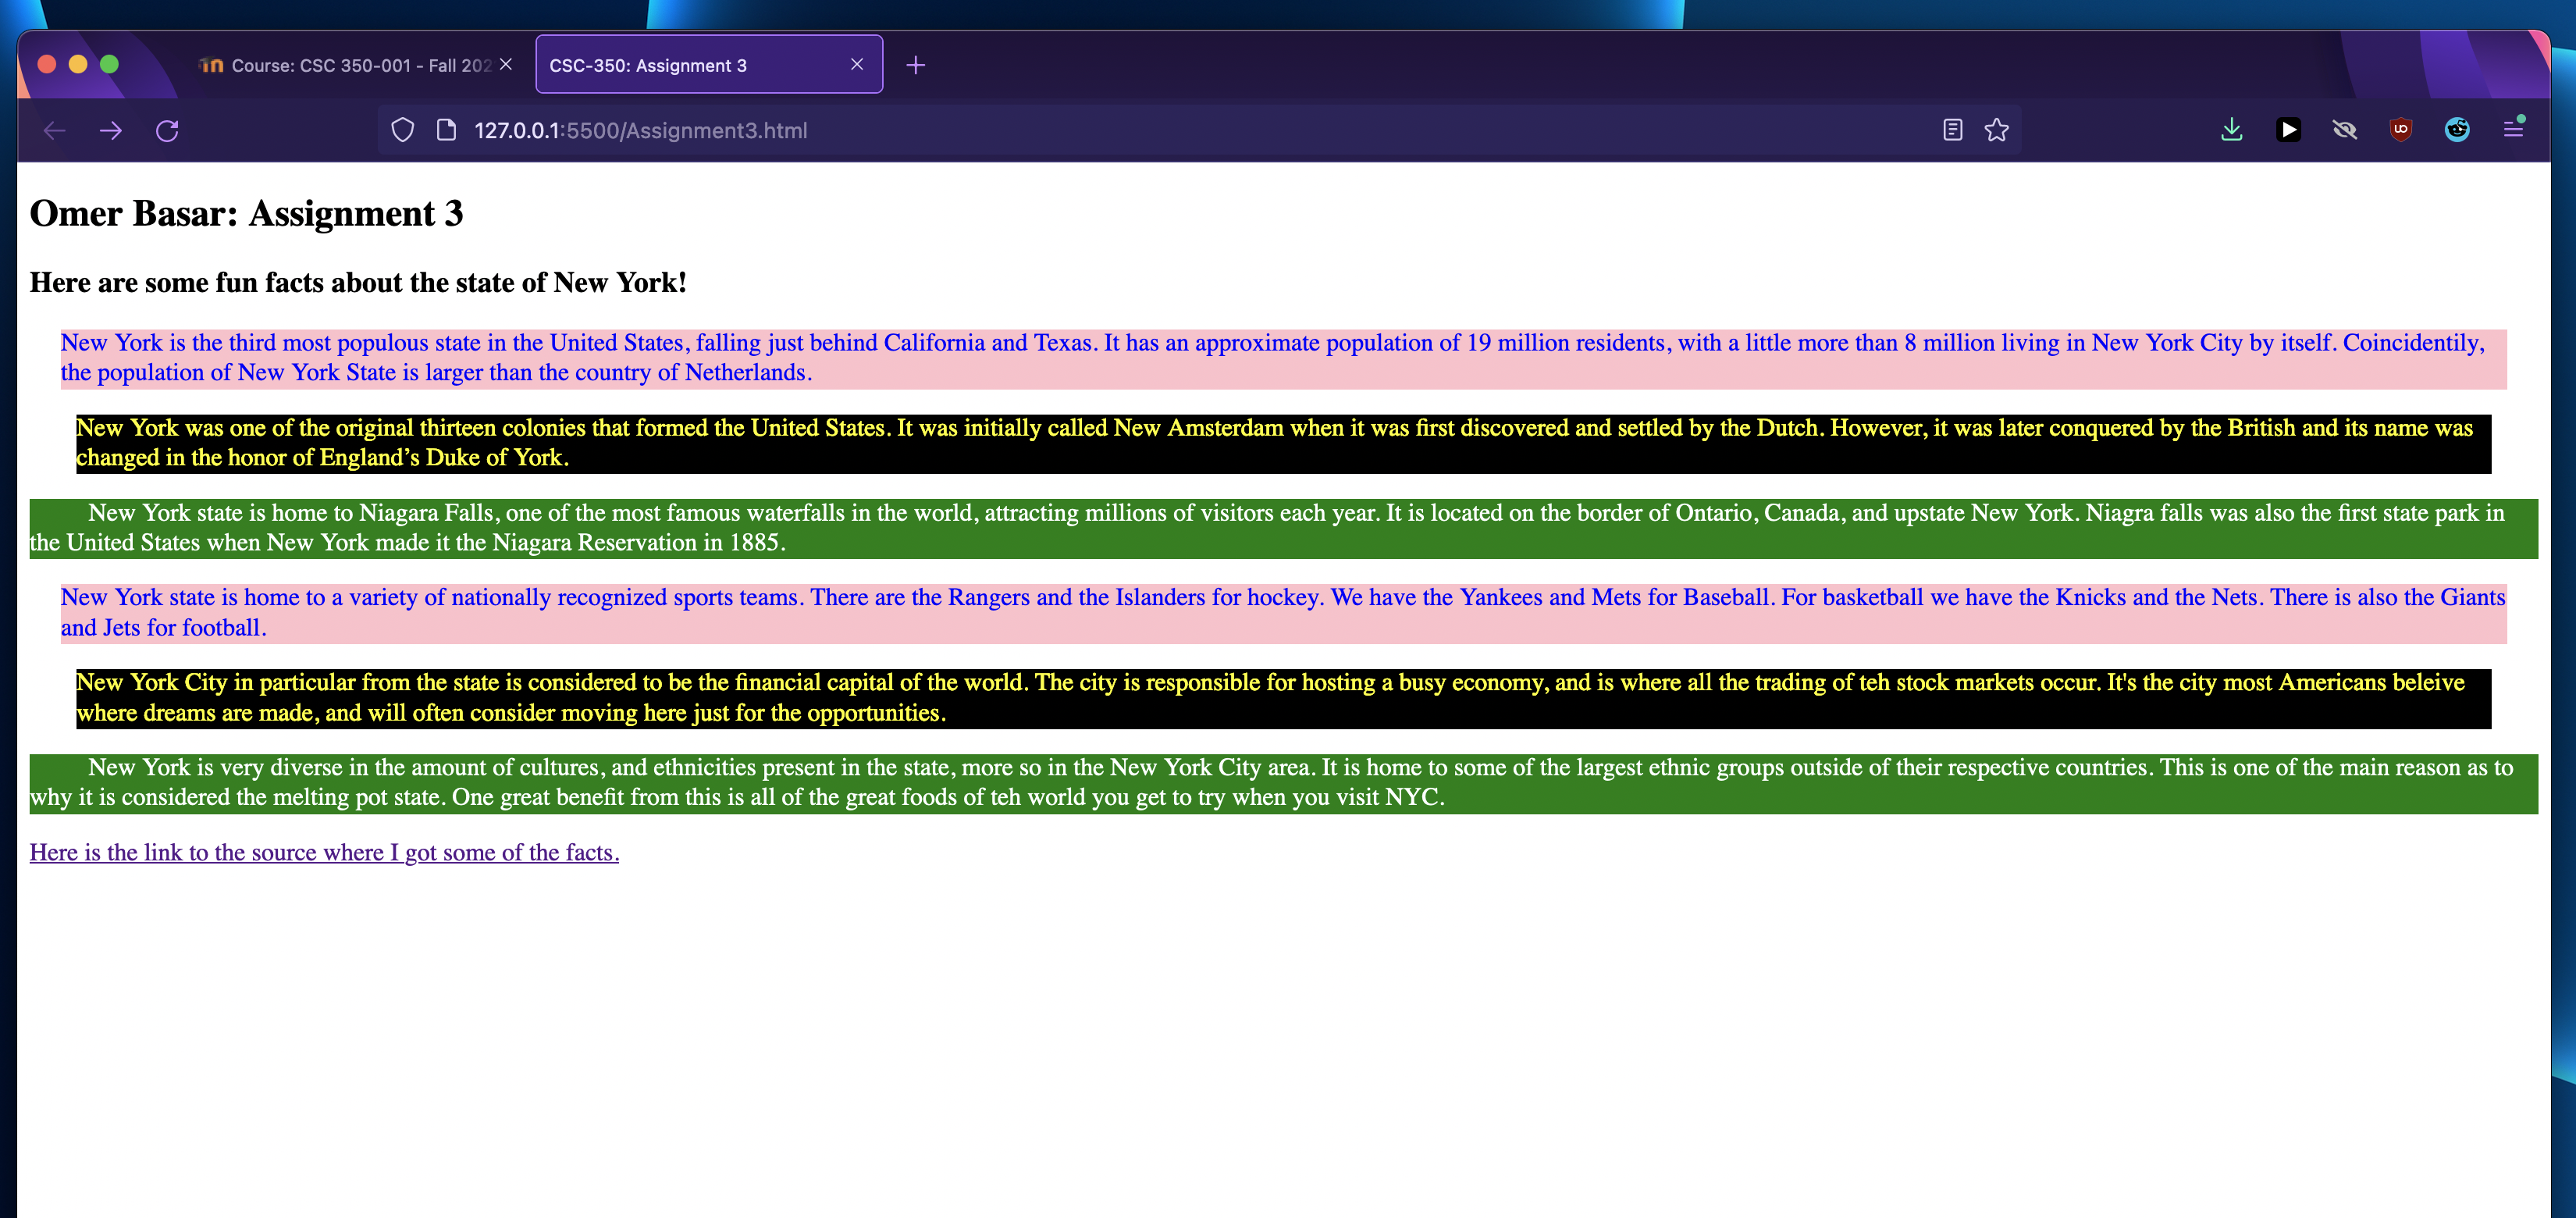 Course: CSC 350-001 - Fall 202
CSC-350: Assignment 3
127.0.0.1:5500/Assignment3.html
Omer Basar: Assignment 3
Here are some fun facts about the state of New York!
New York is the third most populous state in the United States, falling just behind California and Texas. It has an approximate population of 19 million residents, with a little more than 8 million living in New York City by itself. Coincidentily,
the population of New York State is larger than the country of Netherlands.
New York was one of the original thirteen colonies that formed the United States. It was initially called New Amsterdam when it was first discovered and settled by the Dutch. However, it was later conquered by the British and its name was
changed in the honor of England’s Duke of York.
New York state is home to Niagara Falls, one of the most famous waterfalls in the world, attracting millions of visitors each year. It is located on the border of Ontario, Canada, and upstate New York. Niagra falls was also the first state park in
the United States when New York made it the Niagara Reservation in 1885.
New York state is home to a variety of nationally recognized sports teams. There are the Rangers and the Islanders for hockey. We have the Yankees and Mets for Baseball. For basketball we have the Knicks and the Nets. There is also the Giants
and Jets for football.
New York City in particular from the state is considered to be the financial capital of the world. The city is responsible for hosting a busy economy, and is where all the trading of teh stock markets occur. It's the city most Americans beleive
where dreams are made, and will often consider moving here just for the opportunities.
New York is very diverse in the amount of cultures, and ethnicities present in the state, more so in the New York City area. It is home to some of the largest ethnic groups outside of their respective countries. This is one of the main reason as to
why it is considered the melting pot state. One great benefit from this is all of the great foods of teh world you get to try when you visit NYC.
Here is the link to the source where I got some of the facts.